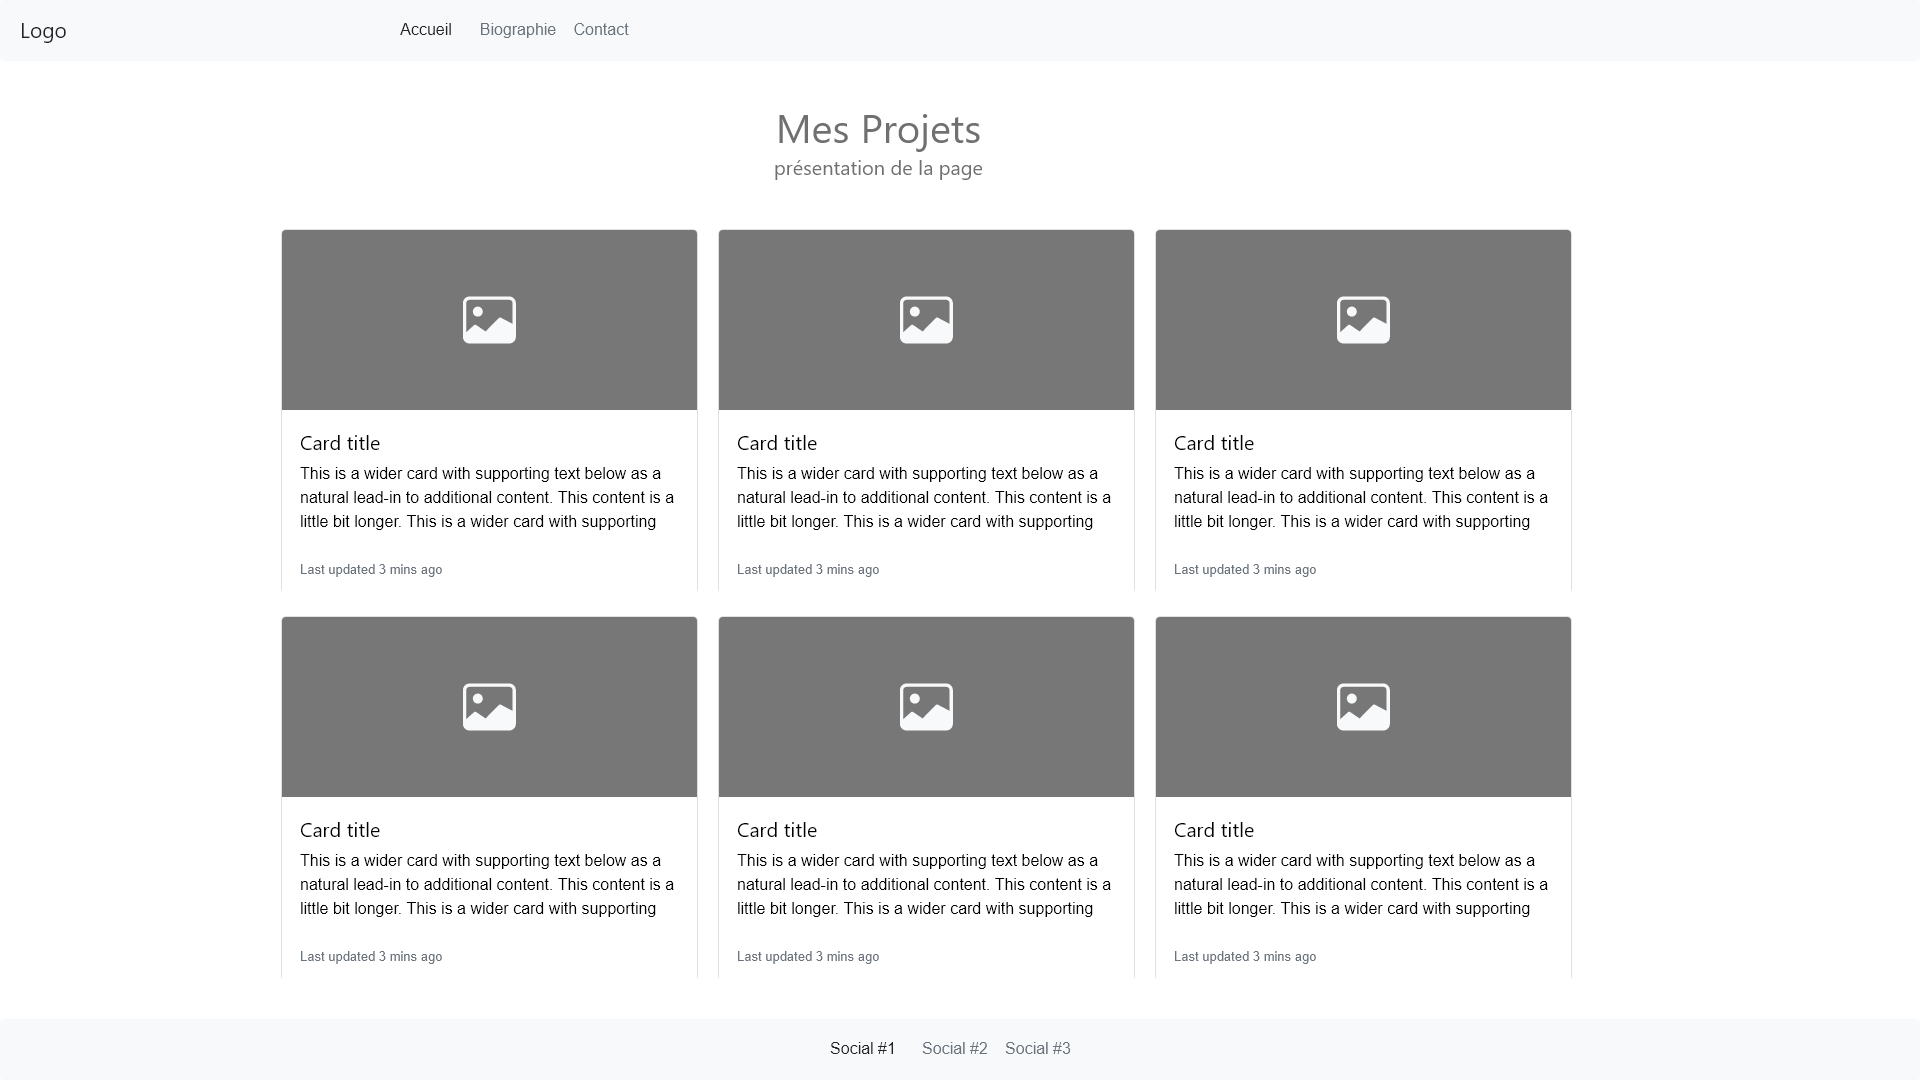 Logo
Accueil Biographie Contact
Mes Projets
présentation de la page
Card title
This is a wider card with supporting text below as a
natural lead-in to additional content. This content is a
little bit longer. This is a wider card with supporting
Last updated 3 mins ago
Card title
This is a wider card with supporting text below as a
natural lead-in to additional content. This content is a
little bit longer. This is a wider card with supporting
Last updated 3 mins ago
Card title
This is a wider card with supporting text below as a
natural lead-in to additional content. This content is a
little bit longer. This is a wider card with supporting
Last updated 3 mins ago
Card title
This is a wider card with supporting text below as a
natural lead-in to additional content. This content is a
little bit longer. This is a wider card with supporting
Last updated 3 mins ago
Card title
This is a wider card with supporting text below as a
natural lead-in to additional content. This content is a
little bit longer. This is a wider card with supporting
Last updated 3 mins ago
Card title
This is a wider card with supporting text below as a
natural lead-in to additional content. This content is a
little bit longer. This is a wider card with supporting
Last updated 3 mins ago
Social #1 Social #2 Social #3